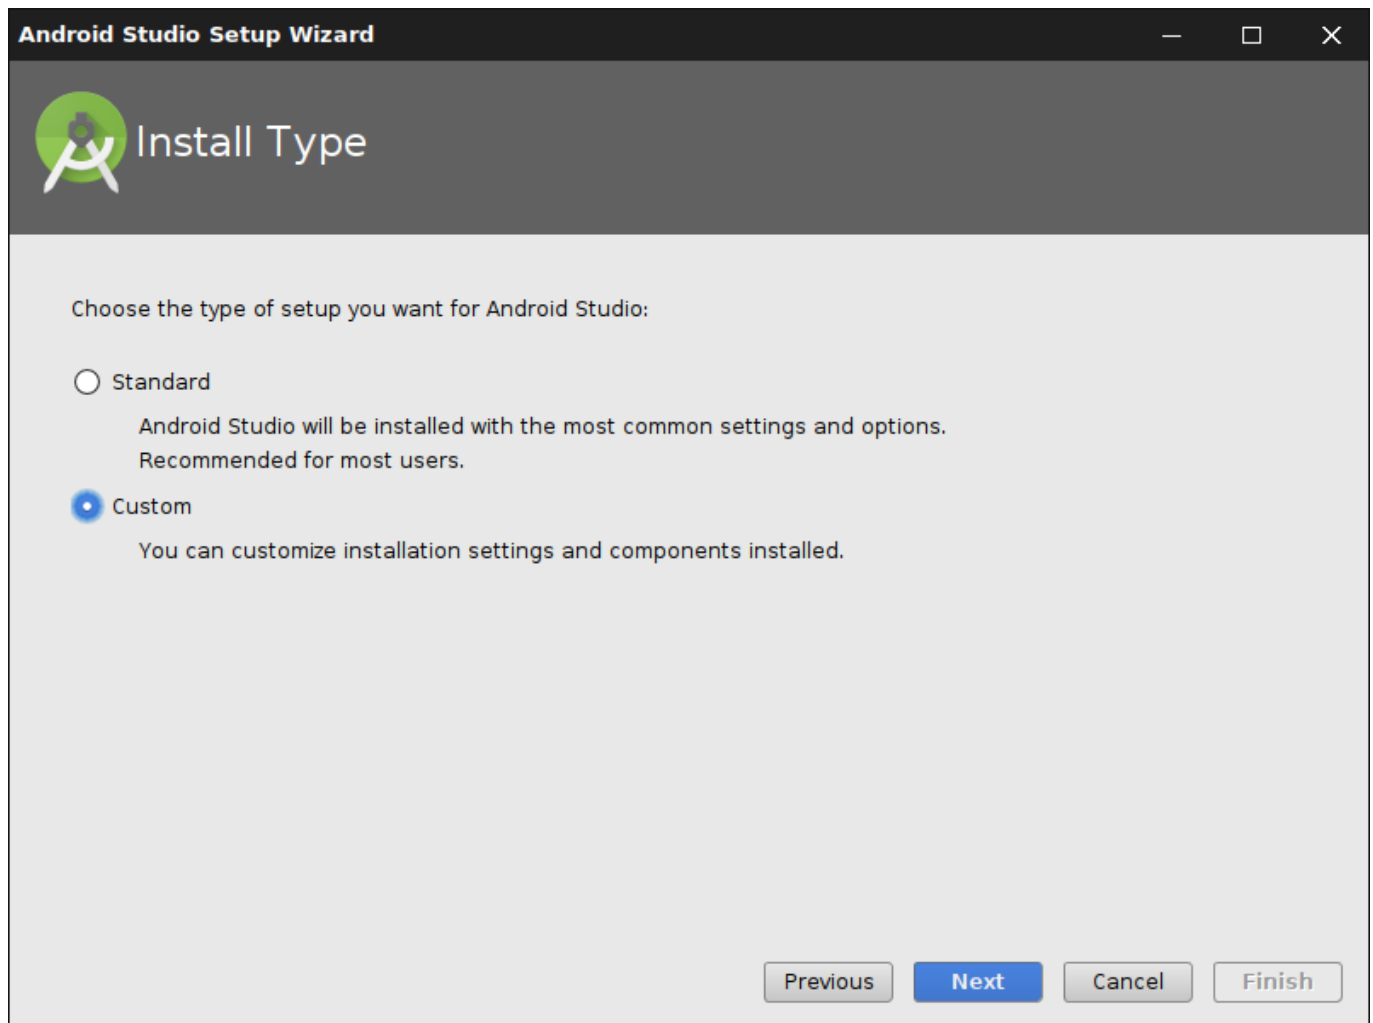 Android Studio Setup Wizard
Install Type
Choose the type of setup you want for Android Studio:
Standard
Android Studio will be installed with the most common settings and options.
Recommended for most users.
Custom
You can customize installation settings and components installed.
Previous Next Cancel Finish